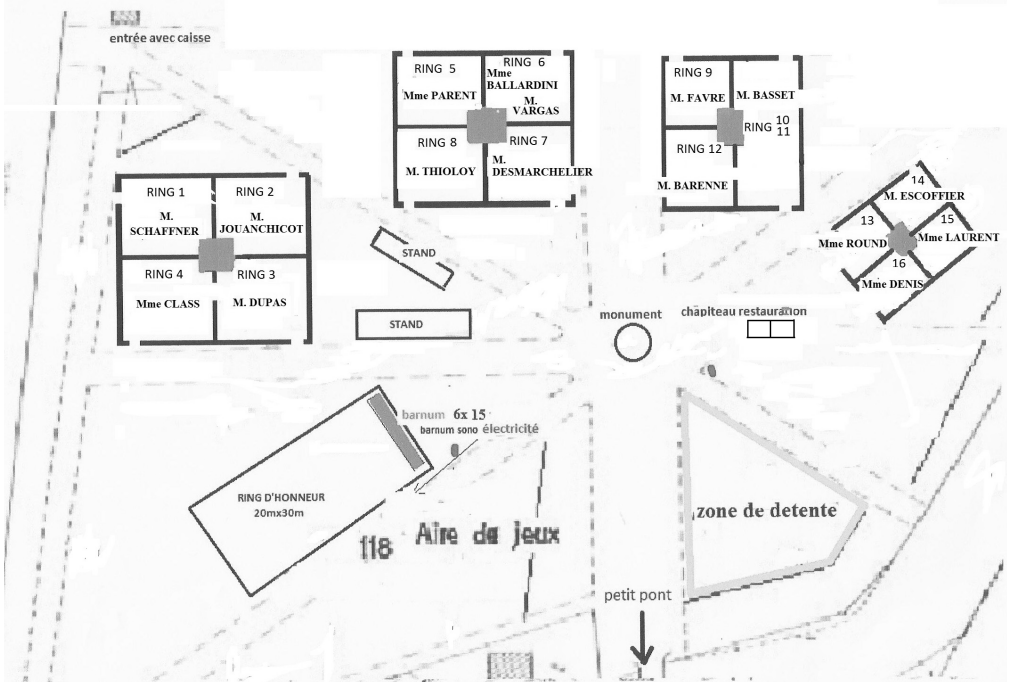 entrée avec caisse
RING 1
M.
SCHAFFNER
RING 2
M.
JOUANCHICOT
RING 4
Mme CLASS
RING 3
M. DUPAS
RING 5
Mme PARENT
RING 6
Mme
BALLARDINI
M.
VARGAS
RING 8
M. THIOLOY
RING 7
M.
DESMARCHELIER
RING 9
M. FAVRE
M. BASSET
RING 10
11
RING 12
M. BARENNE
14
M. ESCOFFIER
13
Mme ROUND
15
Mme LAURENT
16
Mme DENIS
STAND
STAND
monument
chapiteau restauration
barnum 6x 15
barnum sono électricité
RING D'HONNEUR
20mx30m
118 Aire de jeux
zone de detente
petit pont